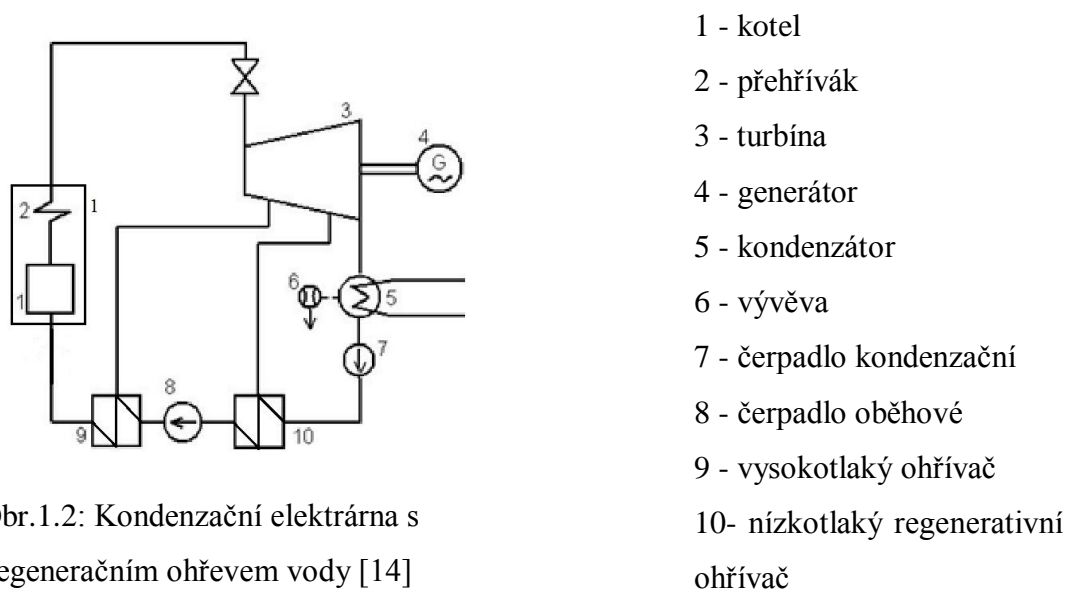 3
4
G
2
1
1
6
5
7
8
9
10
Obr.1.2: Kondenzační elektrárna s
egeneračním ohřevem vody [14]
1 - kotel
2 - přehřívák
3 - turbína
4 - generátor
5 - kondenzátor
6 - vývěva
7 - čerpadlo kondenzační
8 - čerpadlo oběhové
9 - vysokotlaký ohřívač
10- nízkotlaký regenerativní
ohřívač